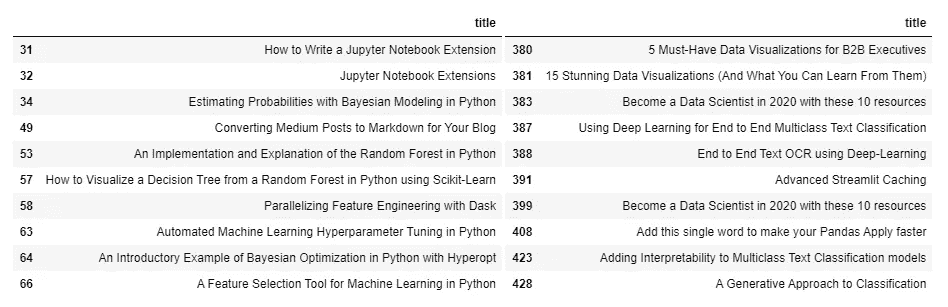 title
31 How to Write a Jupyter Notebook Extension
32 Jupyter Notebook Extensions
34 Estimating Probabilities with Bayesian Modeling in Python
49 Converting Medium Posts to Markdown for Your Blog
53 An Implementation and Explanation of the Random Forest in Python
57 How to Visualize a Decision Tree from a Random Forest in Python using Scikit-Learn
58 Parallelizing Feature Engineering with Dask
63 Automated Machine Learning Hyperparameter Tuning in Python
64 An Introductory Example of Bayesian Optimization in Python with Hyperopt
66 A Feature Selection Tool for Machine Learning in Python
title
380 5 Must-Have Data Visualizations for B2B Executives
381 15 Stunning Data Visualizations (And What You Can Learn From Them)
383 Become a Data Scientist in 2020 with these 10 resources
387 Using Deep Learning for End to End Multiclass Text Classification
388 End to End Text OCR using Deep-Learning
391 Advanced Streamlit Caching
399 Become a Data Scientist in 2020 with these 10 resources
408 Add this single word to make your Pandas Apply faster
423 Adding Interpretability to Multiclass Text Classification models
428 A Generative Approach to Classification